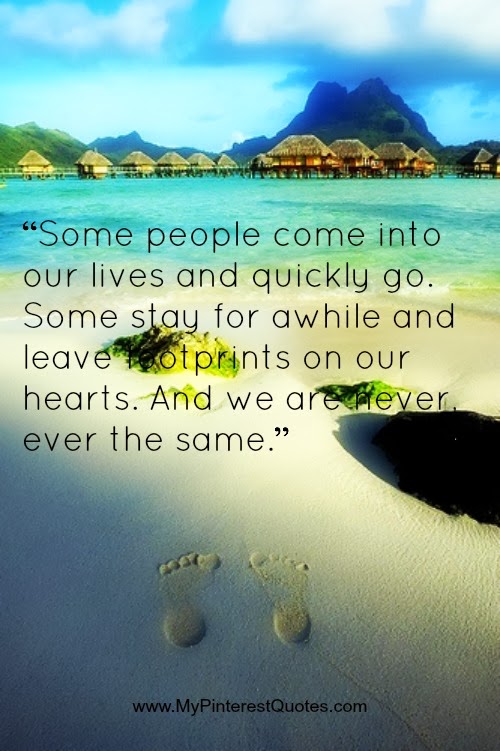 “Some people come into
our lives and quickly go.
Some stay for awhile and
leave footprints on our
hearts. And we are never,
ever the same.”
www.MyPinterestQuotes.com